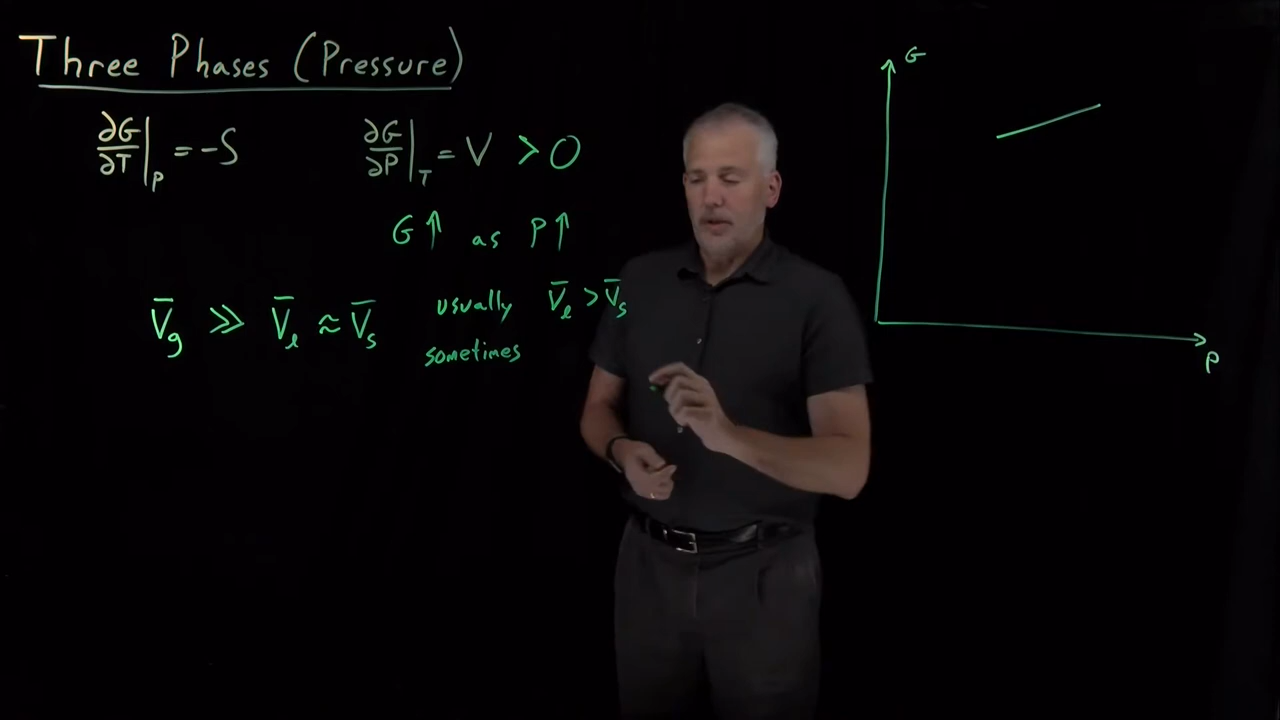 Three Phases (Pressure)
∂G/∂T|P = -S
∂G/∂P|T = V > 0
G↑ as P↑
V̄g ≫ V̄ℓ ≈ V̄s
usually V̄ℓ > V̄s
sometimes
G
P